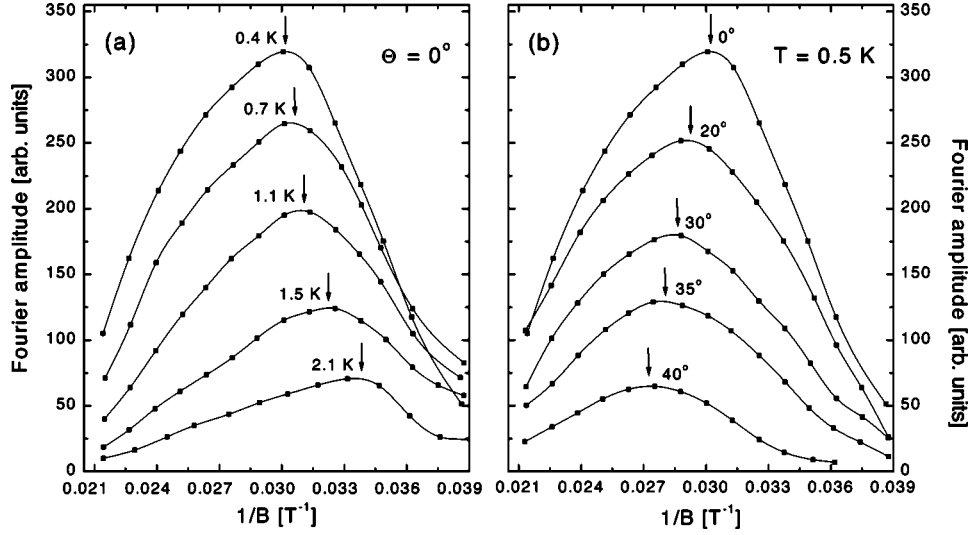 (a)
Θ = 0°
0.4 K
0.7 K
1.1 K
1.5 K
2.1 K
350
300
250
200
150
100
50
0
Fourier amplitude [arb. units]
0.021 0.024 0.027 0.030 0.033 0.036 0.039
1/B [T⁻¹]
(b)
T = 0.5 K
0°
20°
30°
35°
40°
350
300
250
200
150
100
50
0
Fourier amplitude [arb. units]
0.021 0.024 0.027 0.030 0.033 0.036 0.039
1/B [T⁻¹]